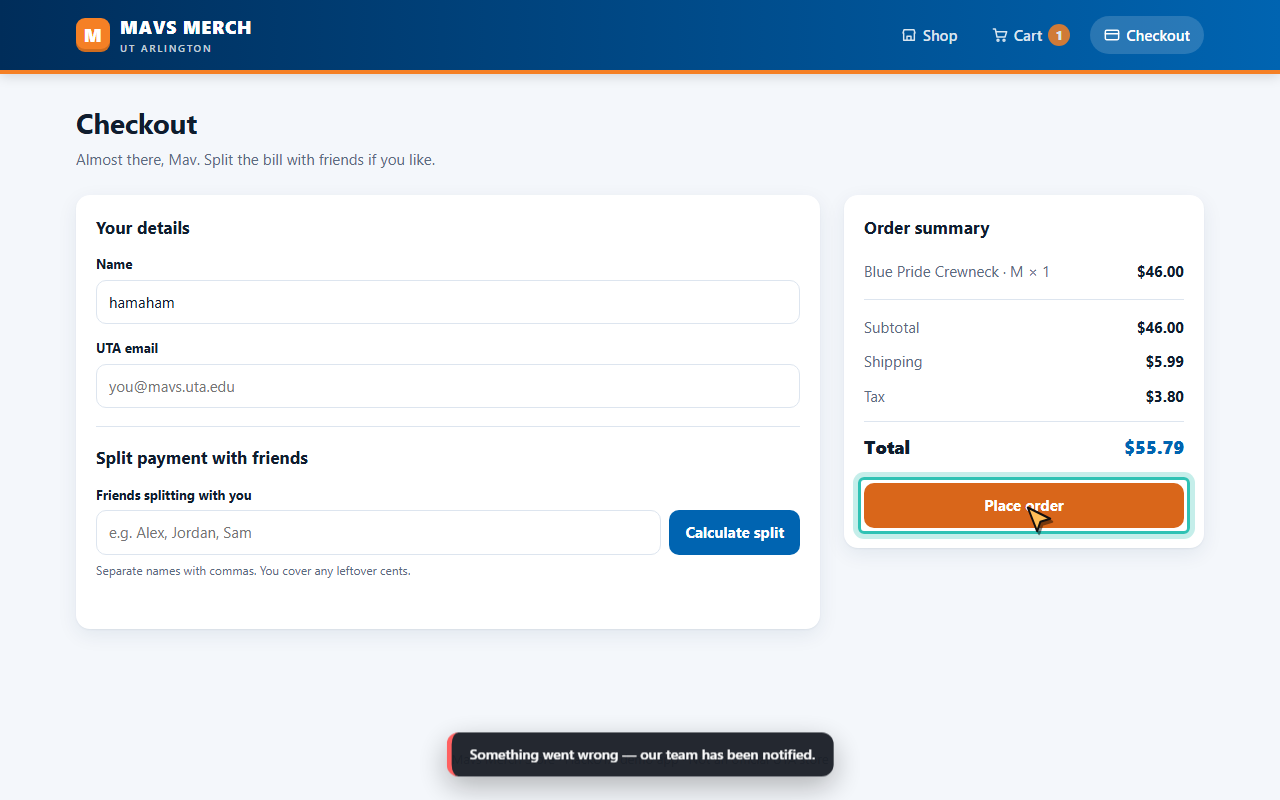 M
MAVS MERCH
UT ARLINGTON
Shop
Cart 1
Checkout
Checkout
Almost there, Mav. Split the bill with friends if you like.
Your details
Name
hamaham
UTA email
you@mavs.uta.edu
Split payment with friends
Friends splitting with you
e.g. Alex, Jordan, Sam
Calculate split
Separate names with commas. You cover any leftover cents.
Order summary
Blue Pride Crewneck · M × 1 $46.00
Subtotal $46.00
Shipping $5.99
Tax $3.80
Total $55.79
Place order
Something went wrong — our team has been notified.